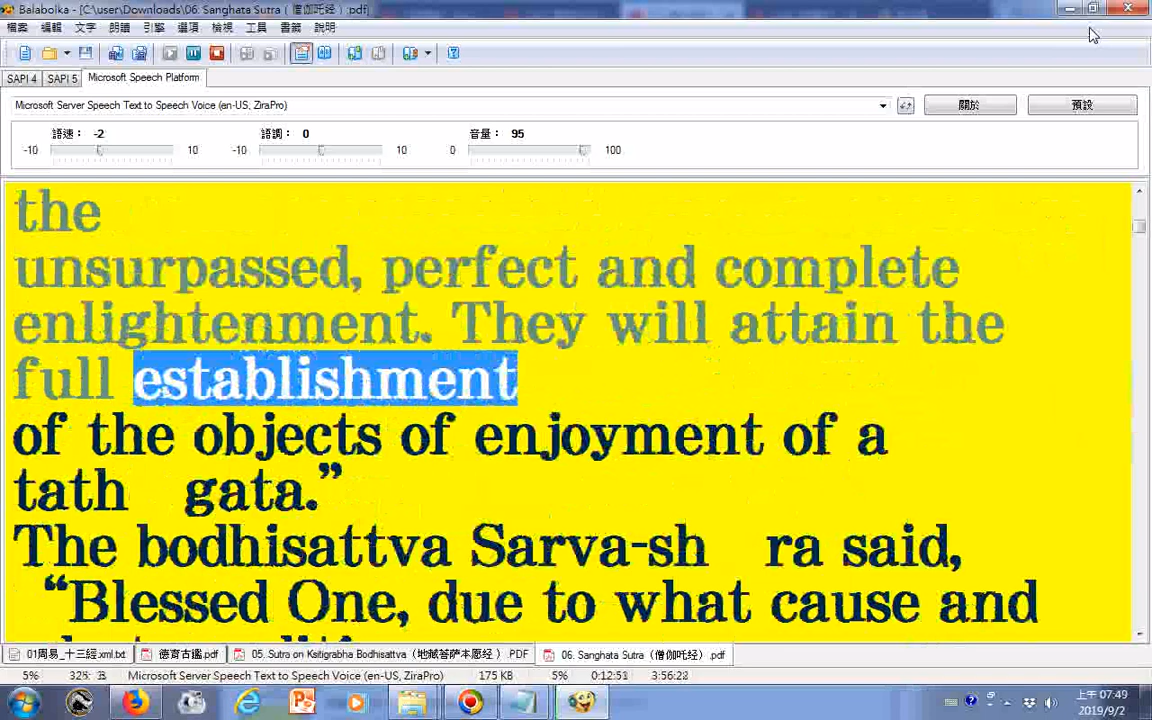 Balabolka - [C:\user\Downloads\06. Sanghata Sutra（僧伽吒经）.pdf]
檔案 編輯 文字 朗讀 引擎 選項 檢視 工具 書籤 說明
SAPI 4 SAPI 5 Microsoft Speech Platform
Microsoft Server Speech Text to Speech Voice (en-US, ZiraPro) 關於 預設
語速： -2 語調： 0 音量： 95
-10 10 -10 10 0 100
the
unsurpassed, perfect and complete
enlightenment. They will attain the
full establishment
of the objects of enjoyment of a
tath gata.”
The bodhisattva Sarva-sh ra said,
“Blessed One, due to what cause and
01周易_十三經.xml.txt 德育古鑑.pdf 05. Sutra on Ksitigrabha Bodhisattva（地藏菩萨本愿经）.PDF 06. Sanghata Sutra（僧伽吒经）.pdf
5% Microsoft Server Speech Text to Speech Voice (en-US, ZiraPro) 5% 0:12:51 3:56:28
上午 07:49
2019/9/2
175 KB